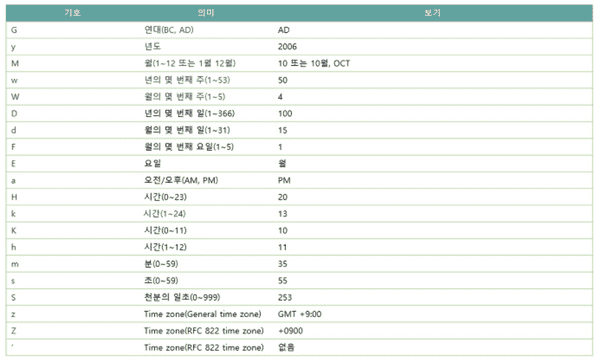 기호 의미 보기
G 연대(BC, AD) AD
y 년도 2006
M 월(1~12 또는 1월 12월) 10 또는 10월, OCT
w 년의 몇 번째 주(1~53) 50
W 월의 몇 번째 주(1~5) 4
D 년의 몇 번째 일(1~366) 100
d 월의 몇 번째 일(1~31) 15
F 월의 몇 번째 요일(1~5) 1
E 요일 월
a 오전/오후(AM, PM) PM
H 시간(0~23) 20
k 시간(1~24) 13
K 시간(0~11) 10
h 시간(1~12) 11
m 분(0~59) 35
s 초(0~59) 55
S 천분의 일초(0~999) 253
z Time zone(General time zone) GMT +9:00
Z Time zone(RFC 822 time zone) +0900
' Time zone(RFC 822 time zone) 없음